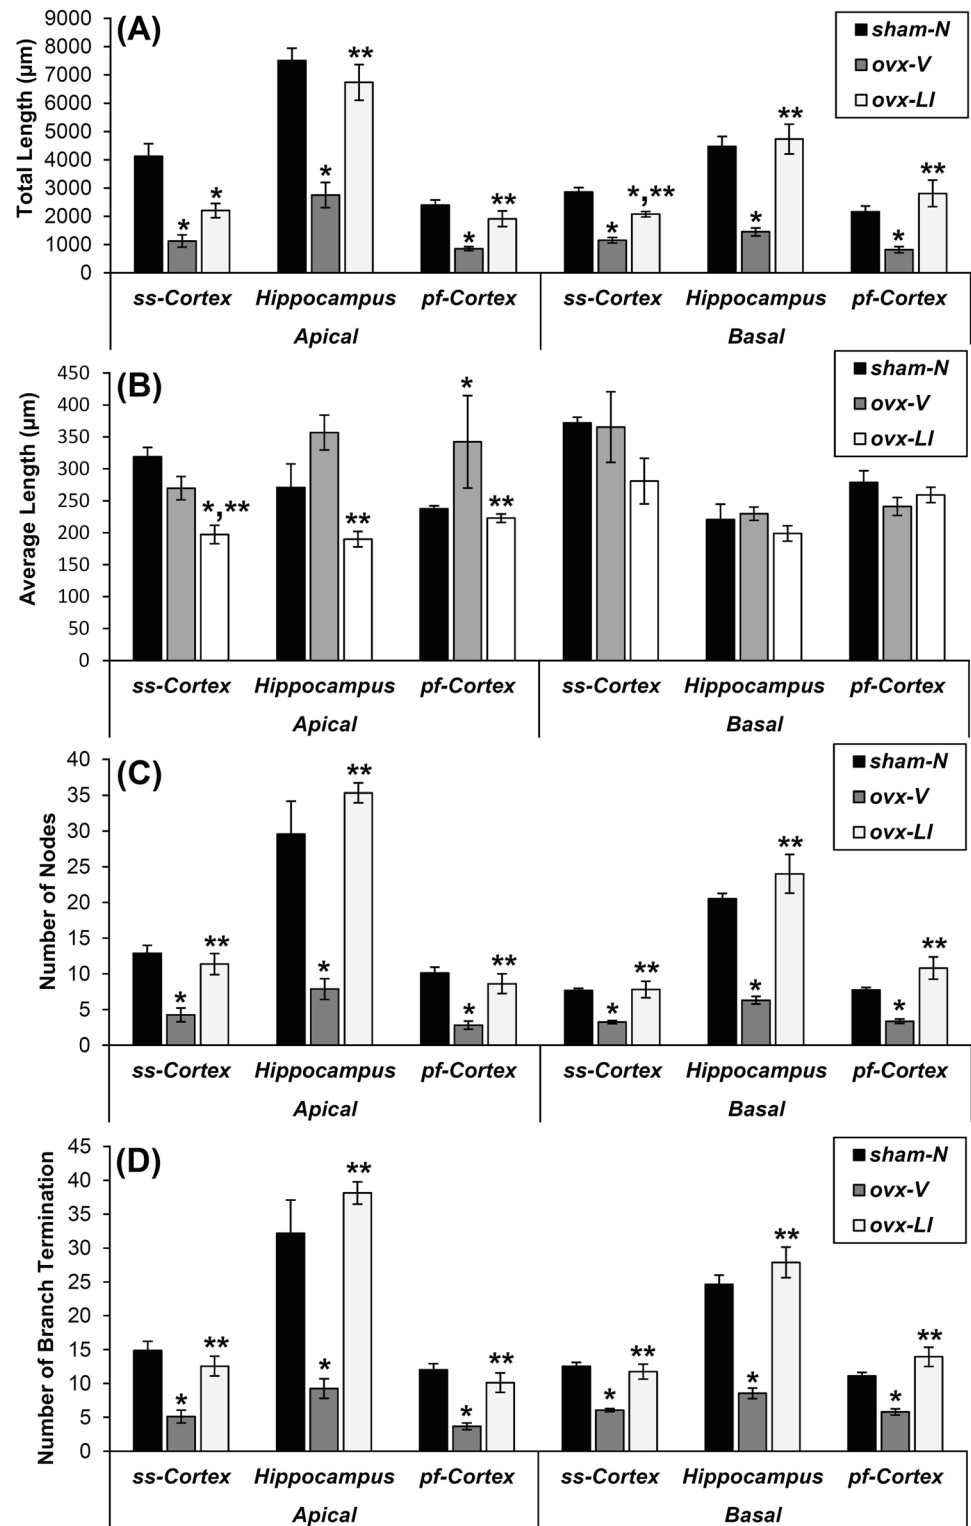 (A)
Total Length (µm)
9000
8000
7000
6000
5000
4000
3000
2000
1000
0
* * * ** * ** * *,** * ** * **
sham-N
ovx-V
ovx-LI
ss-Cortex Hippocampus pf-Cortex ss-Cortex Hippocampus pf-Cortex
Apical Basal
(B)
Average Length (µm)
450
400
350
300
250
200
150
100
50
0
*,** ** * **
sham-N
ovx-V
ovx-LI
ss-Cortex Hippocampus pf-Cortex ss-Cortex Hippocampus pf-Cortex
Apical Basal
(C)
Number of Nodes
40
35
30
25
20
15
10
5
0
* ** * ** * ** * ** * ** * **
sham-N
ovx-V
ovx-LI
ss-Cortex Hippocampus pf-Cortex ss-Cortex Hippocampus pf-Cortex
Apical Basal
(D)
Number of Branch Termination
45
40
35
30
25
20
15
10
5
0
* ** * ** * ** * ** * ** * **
sham-N
ovx-V
ovx-LI
ss-Cortex Hippocampus pf-Cortex ss-Cortex Hippocampus pf-Cortex
Apical Basal